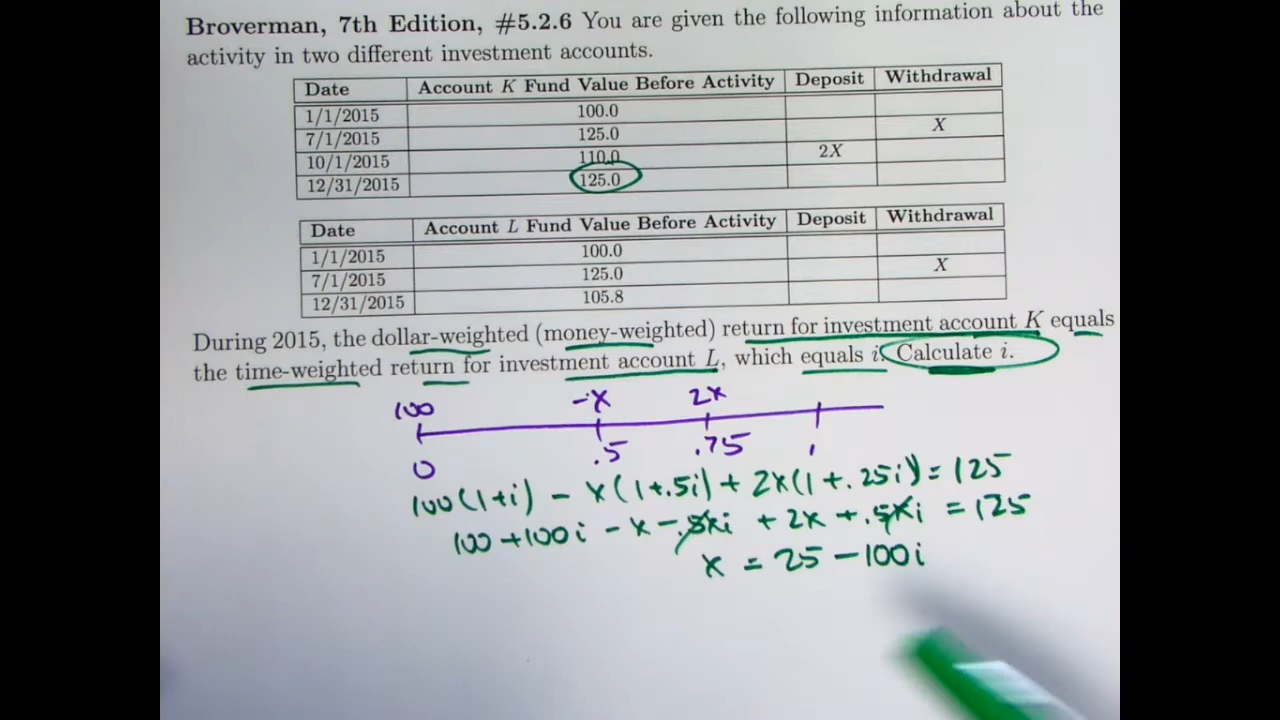 Broverman, 7th Edition, #5.2.6 You are given the following information about the
activity in two different investment accounts.
Date Account K Fund Value Before Activity Deposit Withdrawal
1/1/2015 100.0
7/1/2015 125.0 X
10/1/2015 110.0 2X
12/31/2015 125.0
Date Account L Fund Value Before Activity Deposit Withdrawal
1/1/2015 100.0
7/1/2015 125.0 X
12/31/2015 105.8
During 2015, the dollar-weighted (money-weighted) return for investment account K equals
the time-weighted return for investment account L, which equals i. Calculate i.
100 -x 2x
0 .5 .75 1
100(1+i) - x(1+.5i) + 2x(1+.25i) = 125
100 + 100i - x - .5xi + 2x + .5xi = 125
x = 25 - 100i